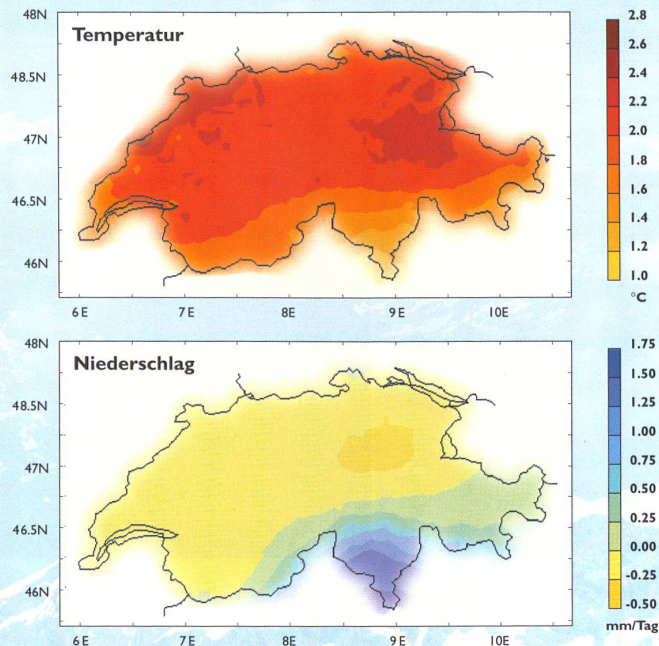 48N
Temperatur
48.5N
47N
46.5N
46N
6E
7E
8E
9E
10E
2.8
2.6
2.4
2.2
2.0
1.8
1.6
1.4
1.2
1.0
°C
48N
Niederschlag
48.5N
47N
46.5N
46N
6E
7E
8E
9E
10E
1.75
1.50
1.25
1.00
0.75
0.50
0.25
0.00
-0.25
-0.50
mm/Tag